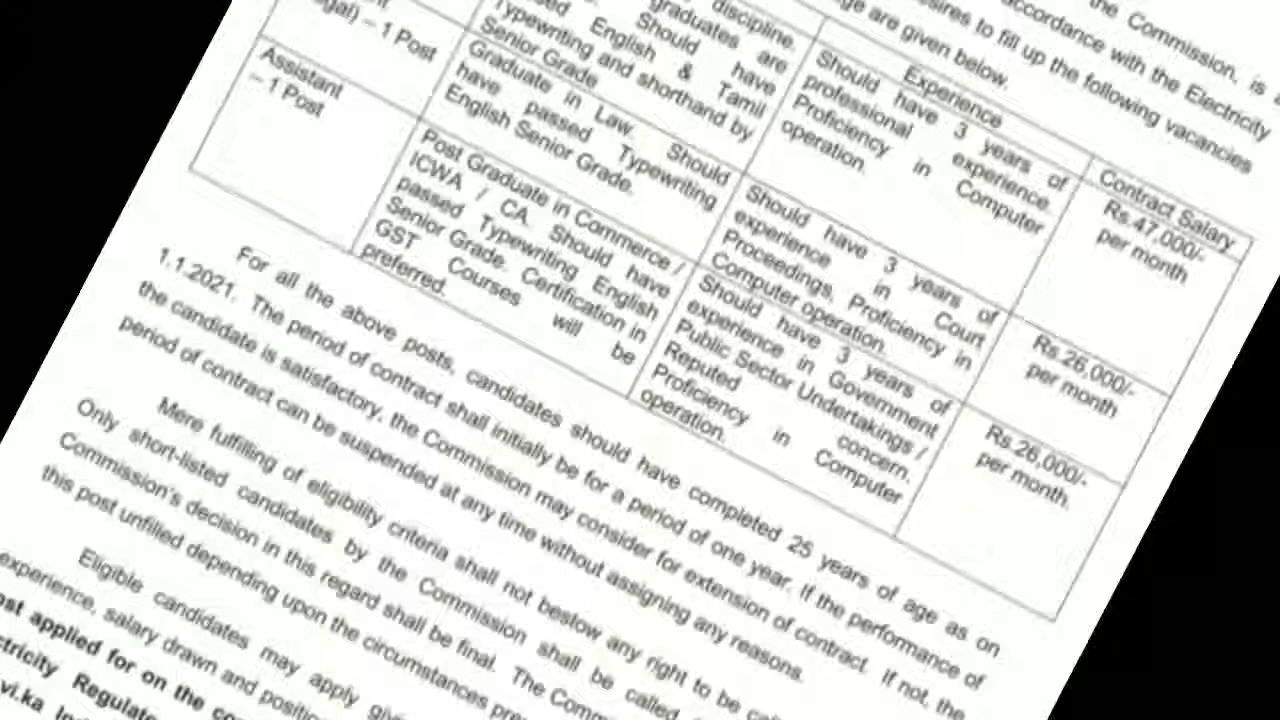 the Commission, is
accordance with the Electricity
desires to fill up the following vacancies
are given below.
Experience
Contract Salary
discipline.
graduates are
Should have
English & Tamil
Typewriting and shorthand by
Senior Grade
Should have 3 years of
professional experience.
Proficiency in Computer
operation.
Rs.47,000/-
per month
– 1 Post
Graduate in Law. Should
have passed Typewriting
English Senior Grade.
Should have 3 years of
experience in Court
Proceedings, Proficiency in
Computer operation.
Rs.26,000/-
per month
Assistant
– 1 Post
Post Graduate in Commerce /
ICWA / CA. Should have
passed Typewriting English
Senior Grade. Certification in
GST Courses will be
preferred.
Should have 3 years of
experience in Government
Public Sector Undertakings /
Reputed concern.
Proficiency in Computer
operation.
Rs.26,000/-
per month.
For all the above posts, candidates should have completed 25 years of age as on
1.1.2021. The period of contract shall initially be for a period of one year. If the performance of
the candidate is satisfactory, the Commission may consider for extension of contract. If not, the
period of contract can be suspended at any time without assigning any reasons.
Mere fulfilling of eligibility criteria shall not bestow any right to be
Only short-listed candidates by the Commission shall be called
Commission's decision in this regard shall be final. The
this post unfilled depending upon the circumstances
Eligible candidates may apply
experience, salary drawn and
applied for on the